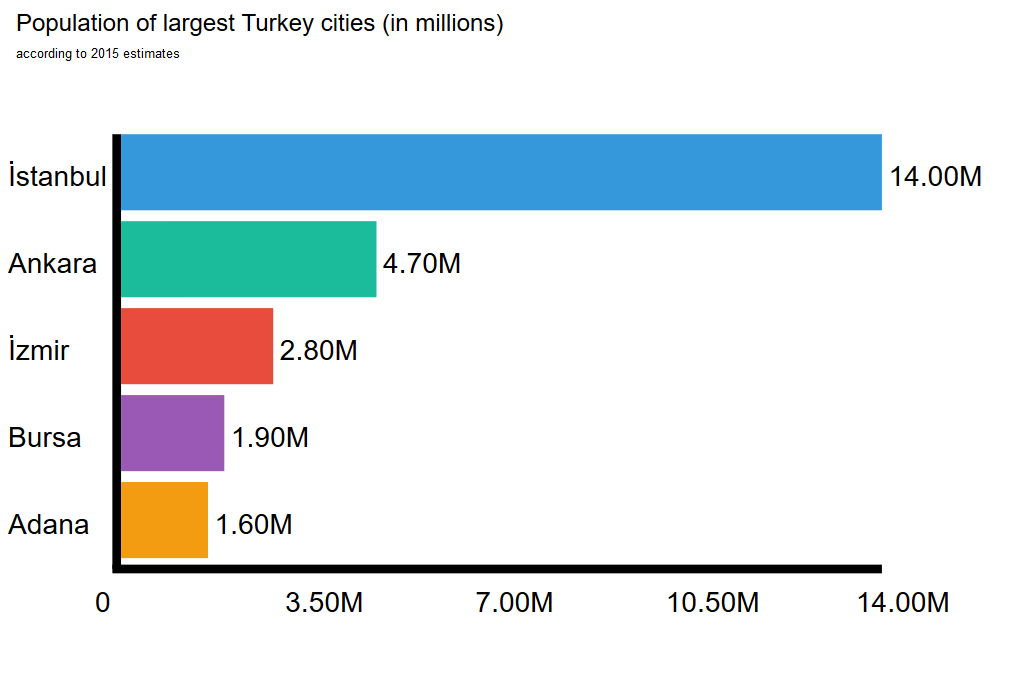 Population of largest Turkey cities (in millions)
according to 2015 estimates
İstanbul 14.00M
Ankara 4.70M
İzmir 2.80M
Bursa 1.90M
Adana 1.60M
0 3.50M 7.00M 10.50M 14.00M